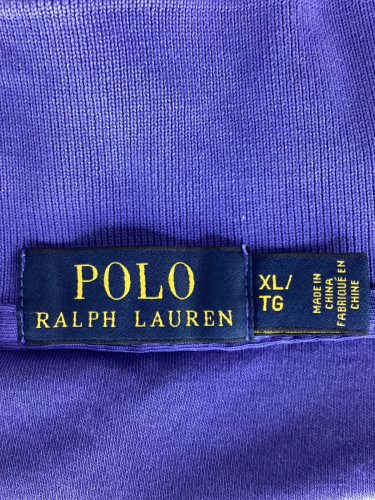 POLO
RALPH LAUREN
XL/
TG
MADE IN
CHINA
FABRIQUE EN
CHINE